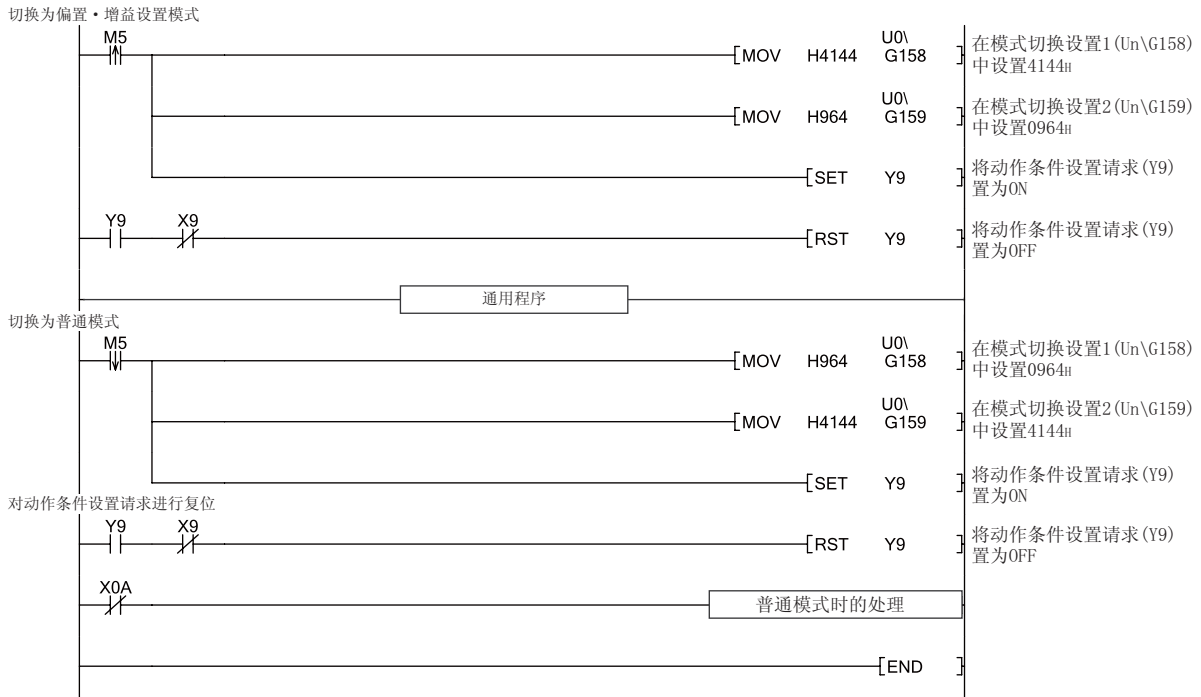 切换为偏置·增益设置模式
M5
MOV H4144 U0\G158
在模式切换设置1(Un\G158)
中设置4144H
MOV H964 U0\G159
在模式切换设置2(Un\G159)
中设置0964H
SET Y9
将动作条件设置请求(Y9)
置为ON
Y9 X9
RST Y9
将动作条件设置请求(Y9)
置为OFF
通用程序
切换为普通模式
M5
MOV H964 U0\G158
在模式切换设置1(Un\G158)
中设置0964H
MOV H4144 U0\G159
在模式切换设置2(Un\G159)
中设置4144H
SET Y9
将动作条件设置请求(Y9)
置为ON
对动作条件设置请求进行复位
Y9 X9
RST Y9
将动作条件设置请求(Y9)
置为OFF
X0A
普通模式时的处理
END